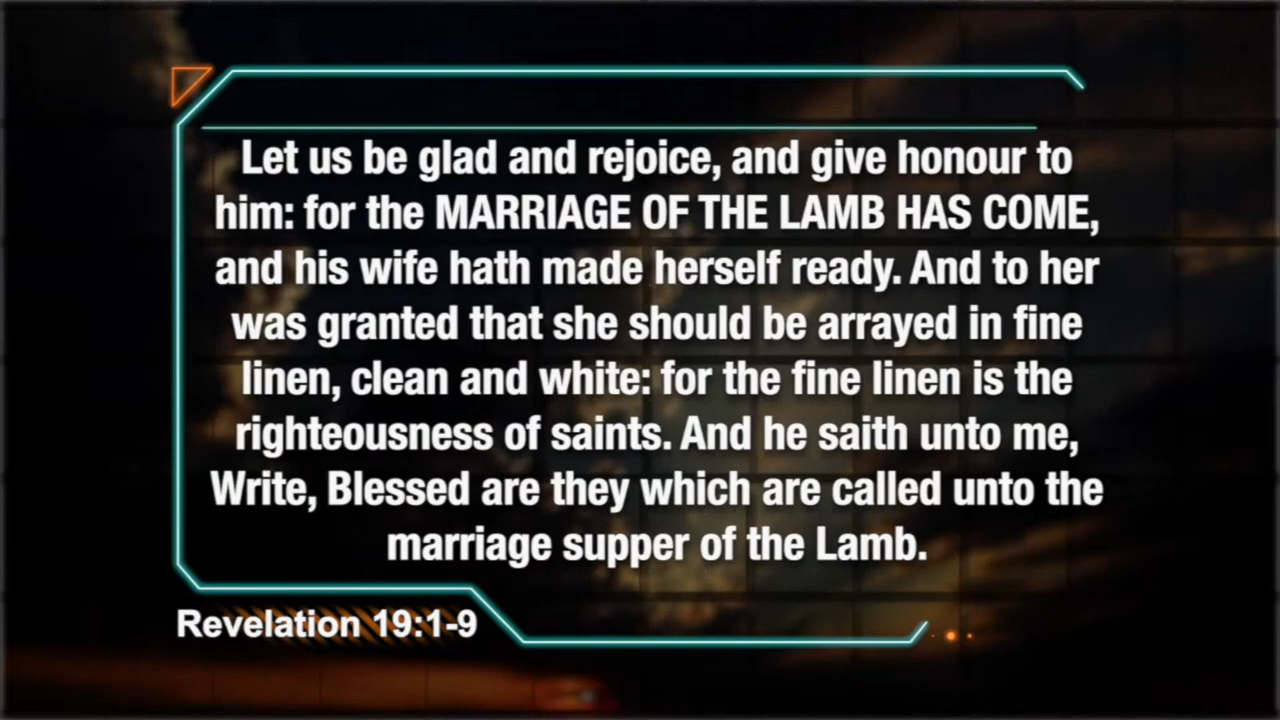 Let us be glad and rejoice, and give honour to
him: for the MARRIAGE OF THE LAMB HAS COME,
and his wife hath made herself ready. And to her
was granted that she should be arrayed in fine
linen, clean and white: for the fine linen is the
righteousness of saints. And he saith unto me,
Write, Blessed are they which are called unto the
marriage supper of the Lamb.
Revelation 19:1-9